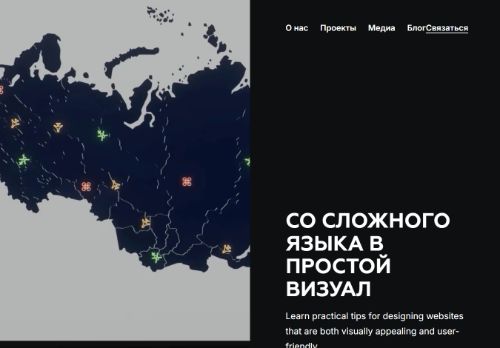 О нас Проекты Медиа Блог Связаться
СО СЛОЖНОГО
ЯЗЫКА В
ПРОСТОЙ
ВИЗУАЛ
Learn practical tips for designing websites
that are both visually appealing and user-
friendly